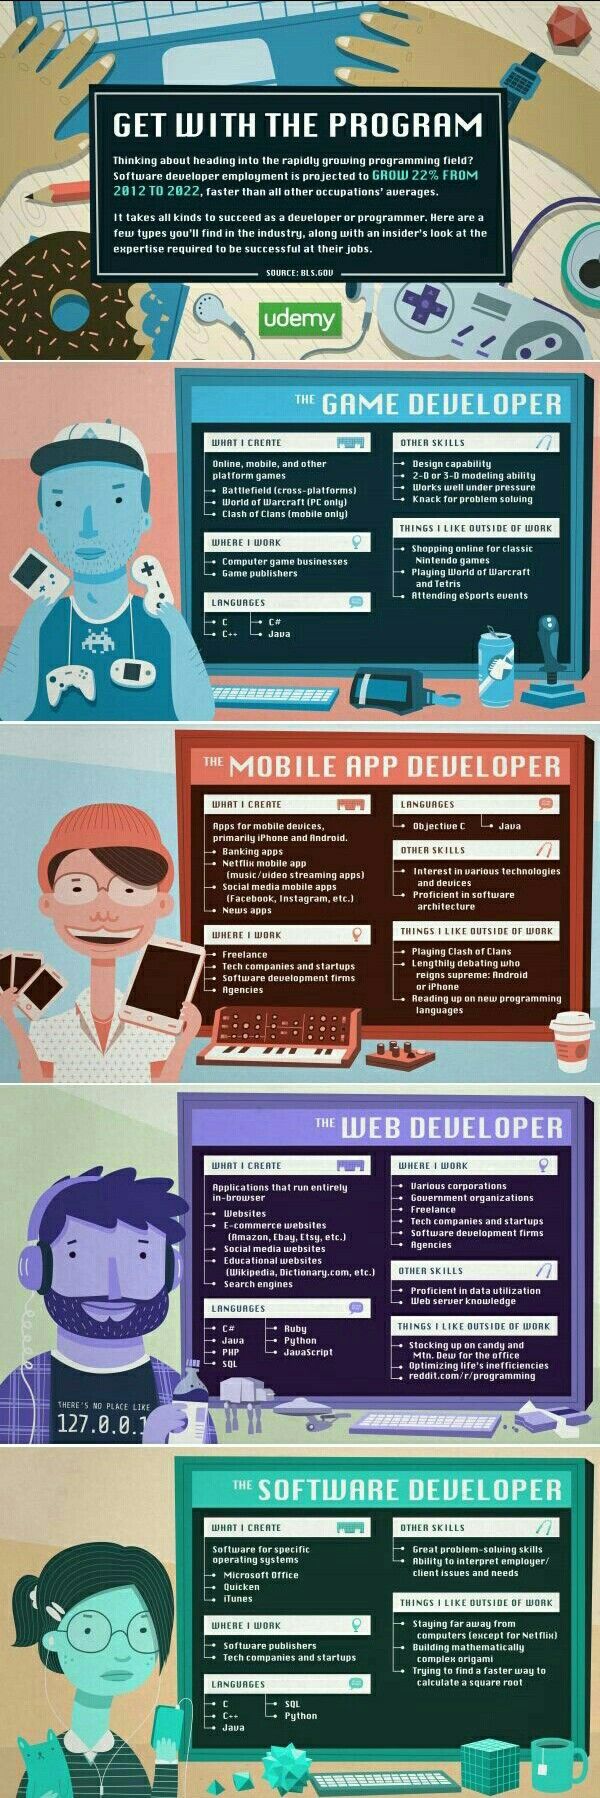 GET WITH THE PROGRAM
Thinking about heading into the rapidly growing programming field?
Software developer employment is projected to GROW 22% FROM
2012 TO 2022, faster than all other occupations' averages.
It takes all kinds to succeed as a developer or programmer. Here are a
few types you'll find in the industry, along with an insider's look at the
expertise required to be successful at their jobs.
SOURCE: BLS.GOV
udemy
THE GAME DEVELOPER
WHAT I CREATE
Online, mobile, and other
platform games
Battlefield (cross-platforms)
World of Warcraft (PC only)
Clash of Clans (mobile only)
WHERE I WORK
Computer game businesses
Game publishers
LANGUAGES
C
C++
C#
Java
OTHER SKILLS
Design capability
2-D or 3-D modeling ability
Works well under pressure
Knack for problem solving
THINGS I LIKE OUTSIDE OF WORK
Shopping online for classic
Nintendo games
Playing World of Warcraft
and Tetris
Attending eSports events
THE MOBILE APP DEVELOPER
WHAT I CREATE
Apps for mobile devices,
primarily iPhone and Android.
Banking apps
Netflix mobile app
(music/video streaming apps)
Social media mobile apps
(Facebook, Instagram, etc.)
News apps
WHERE I WORK
Freelance
Tech companies and startups
Software development firms
Agencies
LANGUAGES
Objective C
Java
OTHER SKILLS
Interest in various technologies
and devices
Proficient in software
architecture
THINGS I LIKE OUTSIDE OF WORK
Playing Clash of Clans
Lengthily debating who
reigns supreme: Android
or iPhone
Reading up on new programming
languages
THE WEB DEVELOPER
WHAT I CREATE
Applications that run entirely
in-browser
Websites
E-commerce websites
(Amazon, Ebay, Etsy, etc.)
Social media websites
Educational websites
(Wikipedia, Dictionary.com, etc.)
Search engines
LANGUAGES
C#
Java
PHP
SQL
Ruby
Python
JavaScript
WHERE I WORK
Various corporations
Government organizations
Freelance
Tech companies and startups
Software development firms
Agencies
OTHER SKILLS
Proficient in data utilization
Web server knowledge
THINGS I LIKE OUTSIDE OF WORK
Stocking up on candy and
Mtn. Dew for the office
Optimizing life's inefficiencies
reddit.com/r/programming
THERE'S NO PLACE LIKE
127.0.0.1
THE SOFTWARE DEVELOPER
WHAT I CREATE
Software for specific
operating systems
Microsoft Office
Quicken
iTunes
WHERE I WORK
Software publishers
Tech companies and startups
LANGUAGES
C
C++
Java
SQL
Python
OTHER SKILLS
Great problem-solving skills
Ability to interpret employer/
client issues and needs
THINGS I LIKE OUTSIDE OF WORK
Staying far away from
computers (except for Netflix)
Building mathematically
complex origami
Trying to find a faster way to
calculate a square root